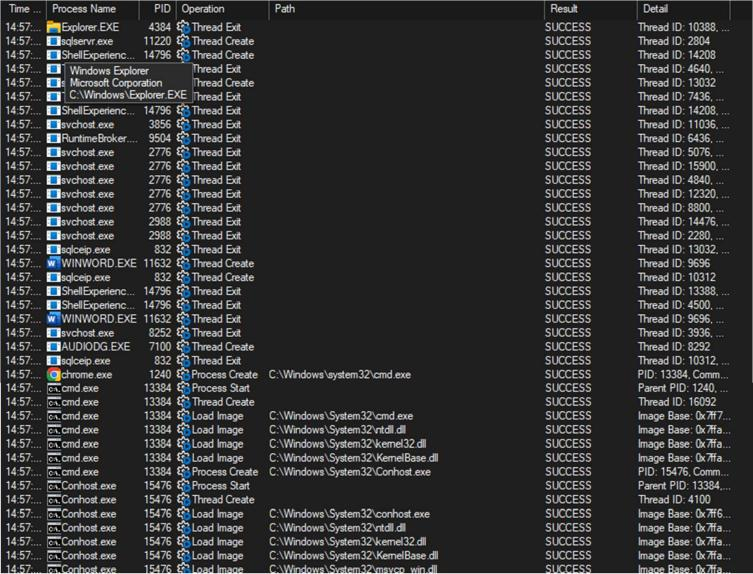 Time ... Process Name PID Operation Path Result Detail
14:57:... Explorer.EXE 4384 Thread Exit SUCCESS Thread ID: 10388, ...
14:57:... sqlservr.exe 11220 Thread Create SUCCESS Thread ID: 2804
14:57:... ShellExperienc... 14796 Thread Exit SUCCESS Thread ID: 14208
14:57:... Windows Explorer Thread Exit SUCCESS Thread ID: 4640, ...
14:57:... Microsoft Corporation Thread Create SUCCESS Thread ID: 13032
14:57:... C:\Windows\Explorer.EXE Thread Exit SUCCESS Thread ID: 7436, ...
14:57:... ShellExperienc... 14796 Thread Exit SUCCESS Thread ID: 14208, ...
14:57:... svchost.exe 3856 Thread Exit SUCCESS Thread ID: 11036, ...
14:57:... RuntimeBroker.... 9504 Thread Exit SUCCESS Thread ID: 6436, ...
14:57:... svchost.exe 2776 Thread Exit SUCCESS Thread ID: 5076, ...
14:57:... svchost.exe 2776 Thread Exit SUCCESS Thread ID: 15900, ...
14:57:... svchost.exe 2776 Thread Exit SUCCESS Thread ID: 4840, ...
14:57:... svchost.exe 2776 Thread Exit SUCCESS Thread ID: 12320, ...
14:57:... svchost.exe 2776 Thread Exit SUCCESS Thread ID: 8800, ...
14:57:... svchost.exe 2988 Thread Exit SUCCESS Thread ID: 14476, ...
14:57:... svchost.exe 2988 Thread Exit SUCCESS Thread ID: 2280, ...
14:57:... sqlceip.exe 832 Thread Exit SUCCESS Thread ID: 13032, ...
14:57:... WINWORD.EXE 11632 Thread Create SUCCESS Thread ID: 9696
14:57:... sqlceip.exe 832 Thread Create SUCCESS Thread ID: 10312
14:57:... ShellExperienc... 14796 Thread Exit SUCCESS Thread ID: 13388, ...
14:57:... ShellExperienc... 14796 Thread Exit SUCCESS Thread ID: 4500, ...
14:57:... WINWORD.EXE 11632 Thread Exit SUCCESS Thread ID: 9696, ...
14:57:... svchost.exe 8252 Thread Exit SUCCESS Thread ID: 3936, ...
14:57:... AUDIODG.EXE 7100 Thread Create SUCCESS Thread ID: 8292
14:57:... sqlceip.exe 832 Thread Exit SUCCESS Thread ID: 10312, ...
14:57:... chrome.exe 1240 Process Create C:\Windows\system32\cmd.exe SUCCESS PID: 13384, Comm...
14:57:... cmd.exe 13384 Process Start SUCCESS Parent PID: 1240, ...
14:57:... cmd.exe 13384 Thread Create SUCCESS Thread ID: 16092
14:57:... cmd.exe 13384 Load Image C:\Windows\System32\cmd.exe SUCCESS Image Base: 0x7ff7...
14:57:... cmd.exe 13384 Load Image C:\Windows\System32\ntdll.dll SUCCESS Image Base: 0x7ffa...
14:57:... cmd.exe 13384 Load Image C:\Windows\System32\kernel32.dll SUCCESS Image Base: 0x7ffa...
14:57:... cmd.exe 13384 Load Image C:\Windows\System32\KernelBase.dll SUCCESS Image Base: 0x7ffa...
14:57:... cmd.exe 13384 Process Create C:\Windows\System32\Conhost.exe SUCCESS PID: 15476, Comm...
14:57:... Conhost.exe 15476 Process Start SUCCESS Parent PID: 13384,...
14:57:... Conhost.exe 15476 Thread Create SUCCESS Thread ID: 4100
14:57:... Conhost.exe 15476 Load Image C:\Windows\System32\conhost.exe SUCCESS Image Base: 0x7ff6...
14:57:... Conhost.exe 15476 Load Image C:\Windows\System32\ntdll.dll SUCCESS Image Base: 0x7ffa...
14:57:... Conhost.exe 15476 Load Image C:\Windows\System32\kernel32.dll SUCCESS Image Base: 0x7ffa...
14:57:... Conhost.exe 15476 Load Image C:\Windows\System32\KernelBase.dll SUCCESS Image Base: 0x7ffa...
14:57:... Conhost.exe 15476 Load Image C:\Windows\System32\msvcp_win.dll SUCCESS Image Base: 0x7ffa...